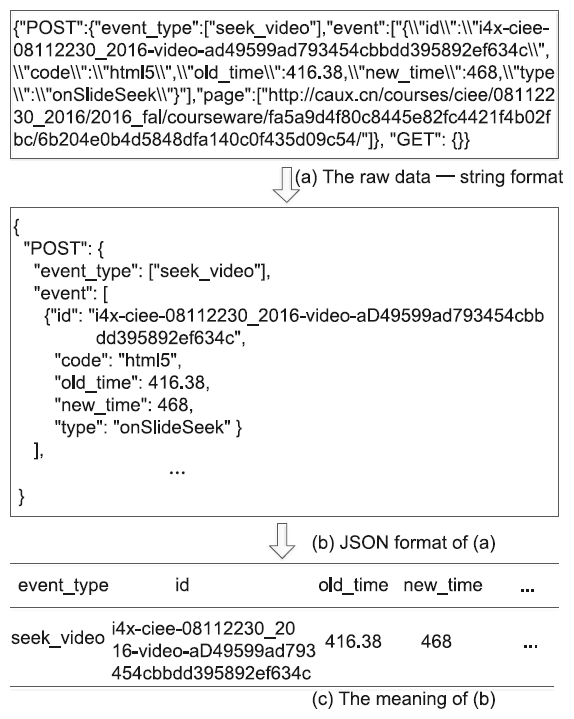 {"POST":{"event_type":["seek_video"],"event":["{\\"id\\":\\"i4x-ciee-
08112230_2016-video-ad49599ad793454cbbdd395892ef634c\\",
\\"code\\":\\"html5\\",\\"old_time\\":416.38,\\"new_time\\":468,\\"type
\\":\\"onSlideSeek\\"}"],"page":["http://caux.cn/courses/ciee/08112
230_2016/2016_fal/courseware/fa5a9d4f80c8445e82fc4421f4b02f
bc/6b204e0b4d5848dfa140c0f435d09c54/"]}, "GET": {}}
(a) The raw data — string format
{
"POST": {
"event_type": ["seek_video"],
"event": [
{"id": "i4x-ciee-08112230_2016-video-aD49599ad793454cbb
dd395892ef634c",
"code": "html5",
"old_time": 416.38,
"new_time": 468,
"type": "onSlideSeek" }
],
...
}
(b) JSON format of (a)
event_type id old_time new_time ...
seek_video i4x-ciee-08112230_20
16-video-aD49599ad793 416.38 468 ...
454cbbdd395892ef634c
(c) The meaning of (b)